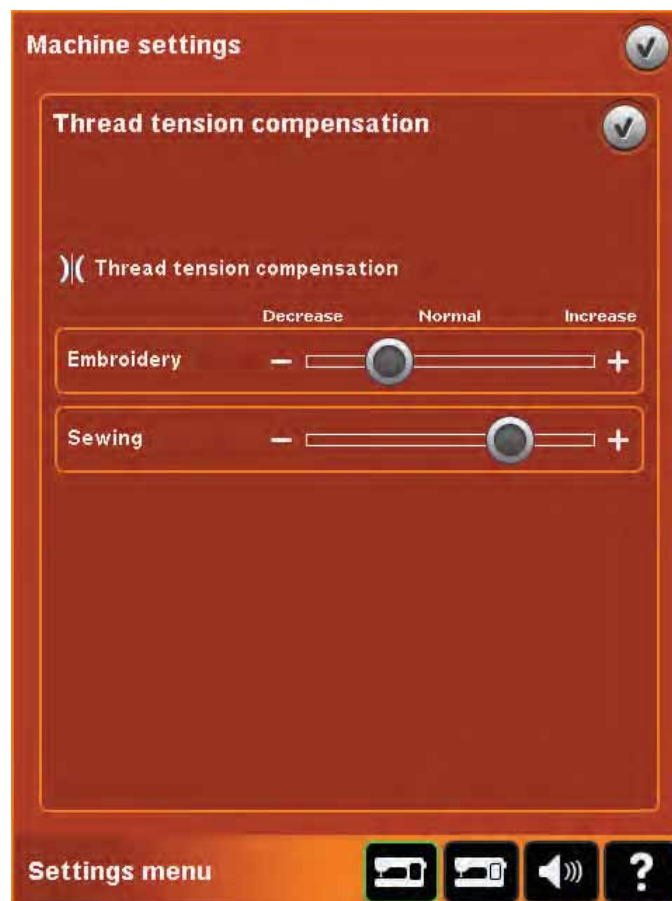 Machine settings
Thread tension compensation
Thread tension compensation
Decrease Normal Increase
Embroidery − +
Sewing − +
Settings menu ?